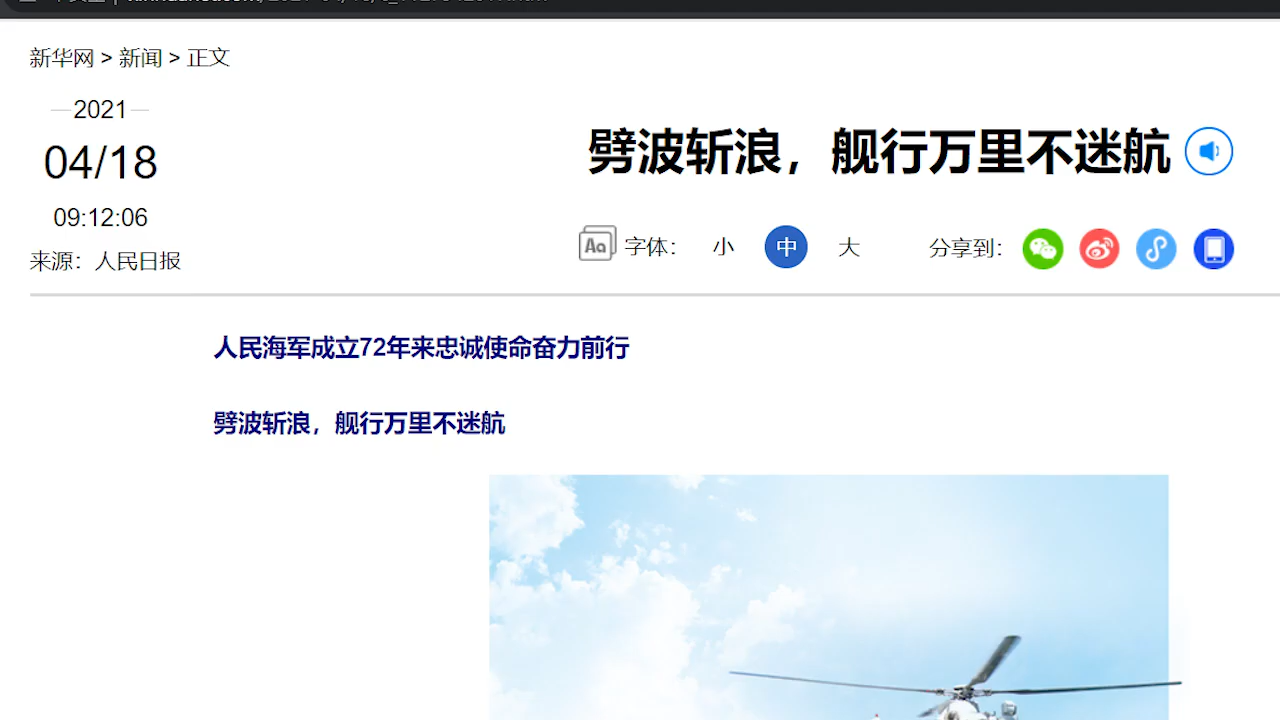 新华网 > 新闻 > 正文
2021
04/18
09:12:06
来源：人民日报
劈波斩浪，舰行万里不迷航
Aa 字体： 小 中 大 分享到：
人民海军成立72年来忠诚使命奋力前行
劈波斩浪，舰行万里不迷航